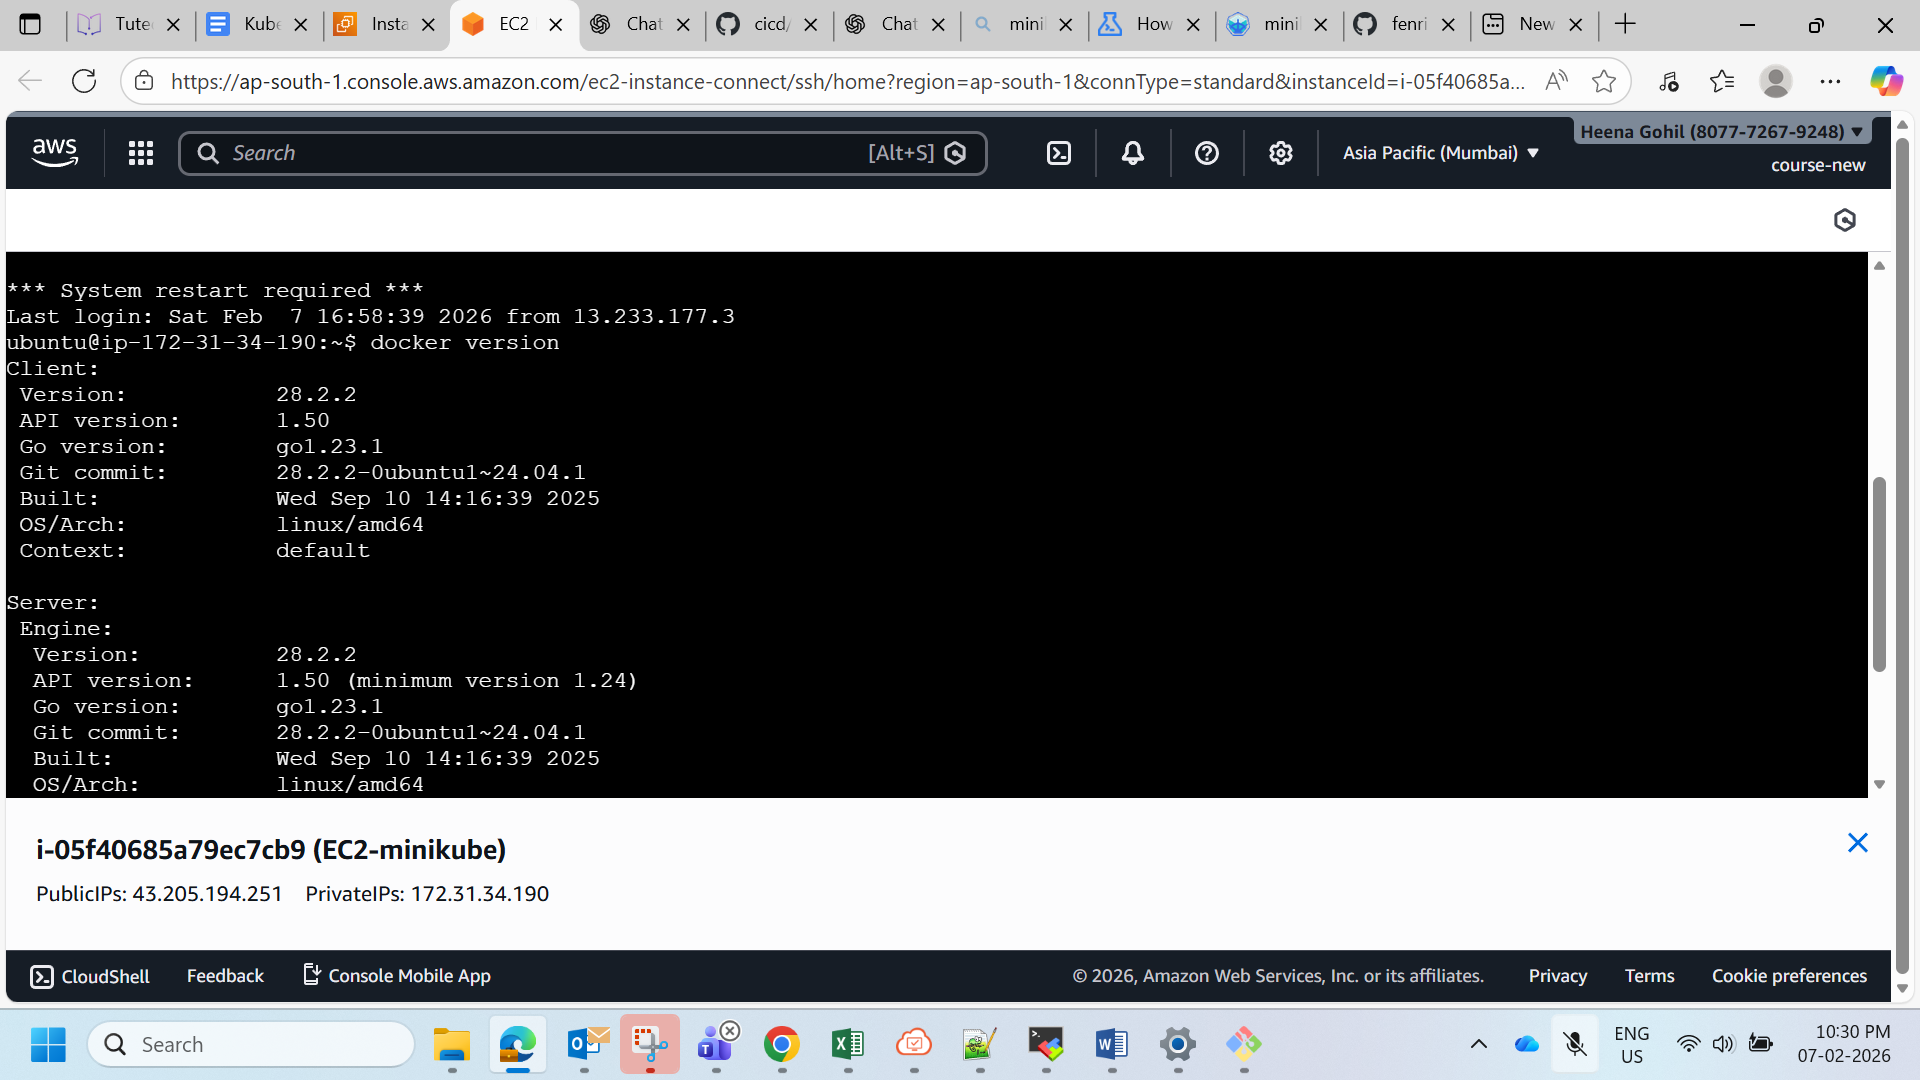 Tute
Kube
Insta
EC2
Chat
cicd/
Chat
mini
How
mini
fenri
New
https://ap-south-1.console.aws.amazon.com/ec2-instance-connect/ssh/home?region=ap-south-1&connType=standard&instanceId=i-05f40685a...
aws
Search
[Alt+S]
Asia Pacific (Mumbai)
Heena Gohil (8077-7267-9248)
course-new
*** System restart required ***
Last login: Sat Feb  7 16:58:39 2026 from 13.233.177.3
ubuntu@ip-172-31-34-190:~$ docker version
Client:
 Version:           28.2.2
 API version:       1.50
 Go version:        go1.23.1
 Git commit:        28.2.2-0ubuntu1~24.04.1
 Built:             Wed Sep 10 14:16:39 2025
 OS/Arch:           linux/amd64
 Context:           default
Server:
 Engine:
  Version:          28.2.2
  API version:      1.50 (minimum version 1.24)
  Go version:       go1.23.1
  Git commit:       28.2.2-0ubuntu1~24.04.1
  Built:            Wed Sep 10 14:16:39 2025
  OS/Arch:          linux/amd64
i-05f40685a79ec7cb9 (EC2-minikube)
PublicIPs: 43.205.194.251 PrivateIPs: 172.31.34.190
CloudShell
Feedback
Console Mobile App
© 2026, Amazon Web Services, Inc. or its affiliates.
Privacy
Terms
Cookie preferences
Search
ENG
US
10:30 PM
07-02-2026